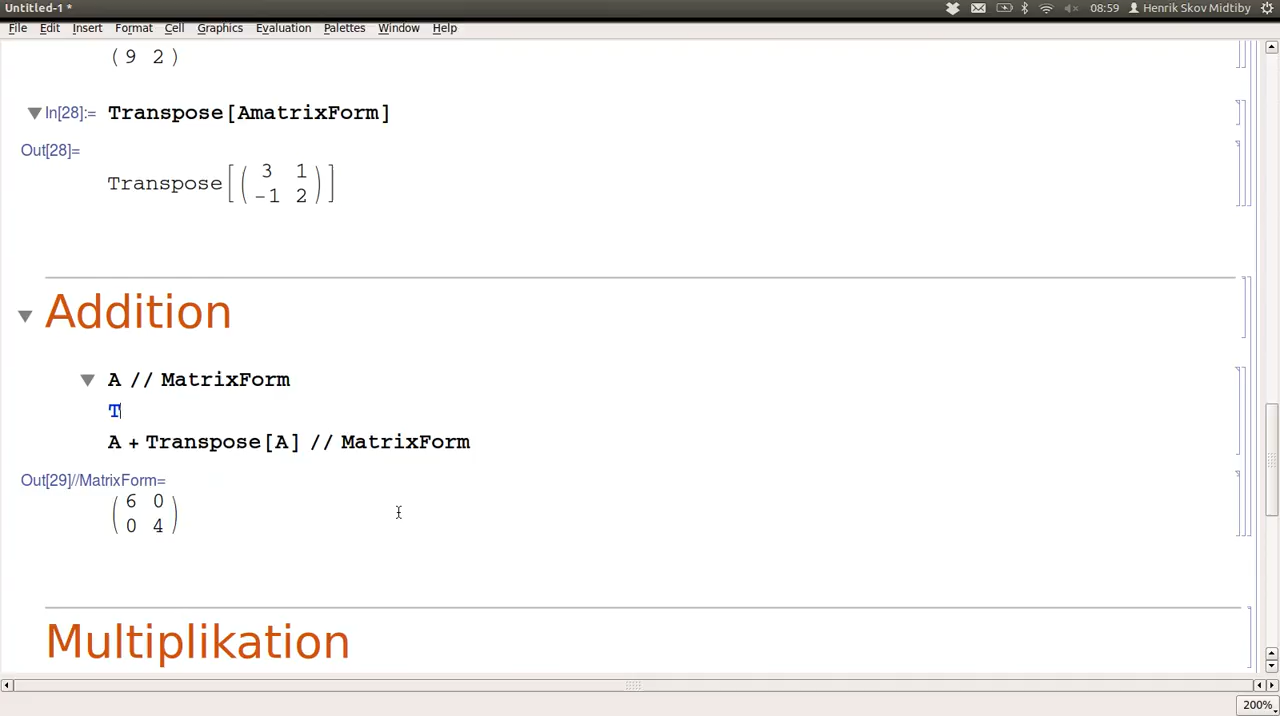 Untitled-1 * 08:59 Henrik Skov Midtiby
File Edit Insert Format Cell Graphics Evaluation Palettes Window Help
( 9 2 )
In[28]:= Transpose[AmatrixForm]
Out[28]=
Transpose[( 3 1
-1 2 )]
Addition
A // MatrixForm
T
A + Transpose[A] // MatrixForm
Out[29]//MatrixForm=
( 6 0
0 4 )
Multiplikation
200%